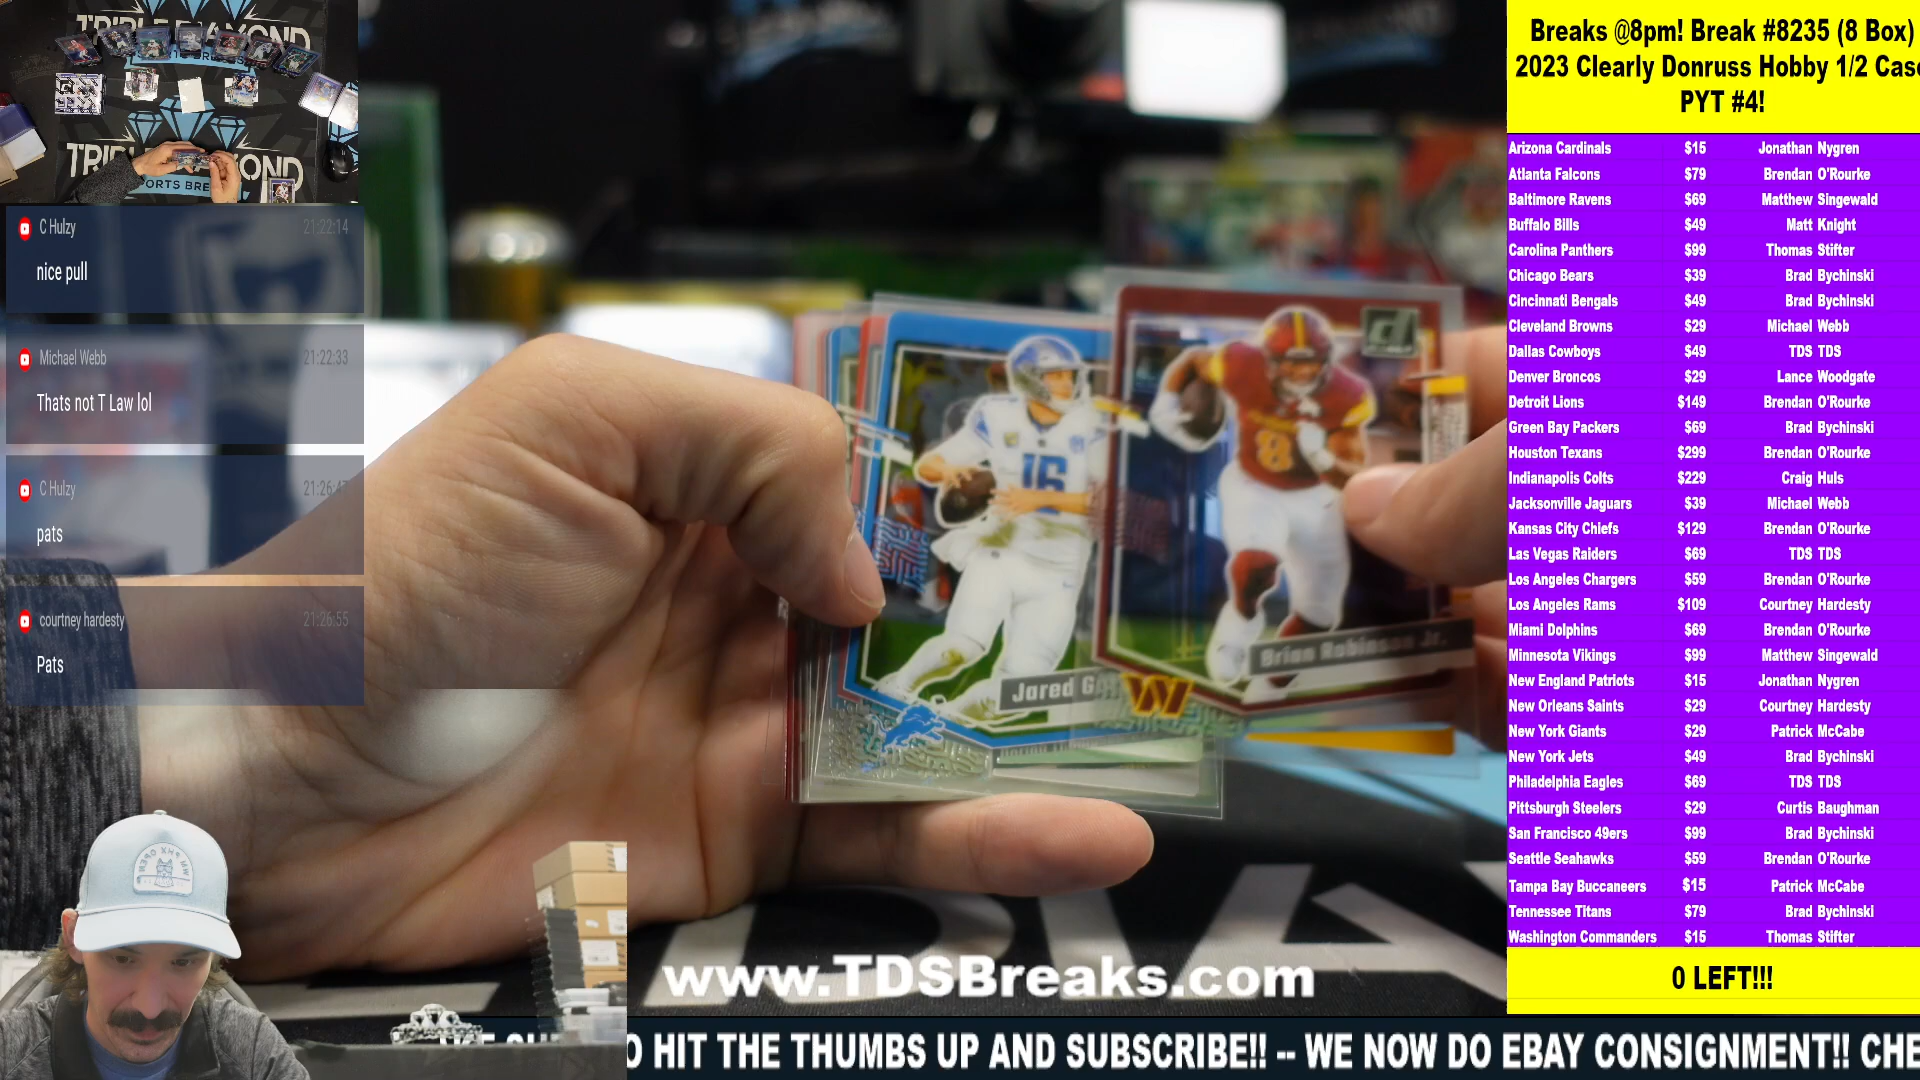 Breaks @8pm! Break #8235 (8 Box)
2023 Clearly Donruss Hobby 1/2 Case
PYT #4!
Arizona Cardinals $15 Jonathan Nygren
Atlanta Falcons $79 Brendan O'Rourke
Baltimore Ravens $69 Matthew Singewald
Buffalo Bills $49 Matt Knight
Carolina Panthers $99 Thomas Stifter
Chicago Bears $39 Brad Bychinski
Cincinnati Bengals $49 Brad Bychinski
Cleveland Browns $29 Michael Webb
Dallas Cowboys $49 TDS TDS
Denver Broncos $29 Lance Woodgate
Detroit Lions $149 Brendan O'Rourke
Green Bay Packers $69 Brad Bychinski
Houston Texans $299 Brendan O'Rourke
Indianapolis Colts $229 Craig Huls
Jacksonville Jaguars $39 Michael Webb
Kansas City Chiefs $129 Brendan O'Rourke
Las Vegas Raiders $69 TDS TDS
Los Angeles Chargers $59 Brendan O'Rourke
Los Angeles Rams $109 Courtney Hardesty
Miami Dolphins $69 Brendan O'Rourke
Minnesota Vikings $99 Matthew Singewald
New England Patriots $15 Jonathan Nygren
New Orleans Saints $29 Courtney Hardesty
New York Giants $29 Patrick McCabe
New York Jets $49 Brad Bychinski
Philadelphia Eagles $69 TDS TDS
Pittsburgh Steelers $29 Curtis Baughman
San Francisco 49ers $99 Brad Bychinski
Seattle Seahawks $59 Brendan O'Rourke
Tampa Bay Buccaneers $15 Patrick McCabe
Tennessee Titans $79 Brad Bychinski
Washington Commanders $15 Thomas Stifter
0 LEFT!!!
C Hulzy 21:22:14
nice pull
Michael Webb 21:22:33
Thats not T Law lol
C Hulzy
pats
courtney hardesty 21:26:55
Pats
16
Jared
8
Brian Robinson Jr.
W
www.TDSBreaks.com
O HIT THE THUMBS UP AND SUBSCRIBE!! -- WE NOW DO EBAY CONSIGNMENT!! CHE